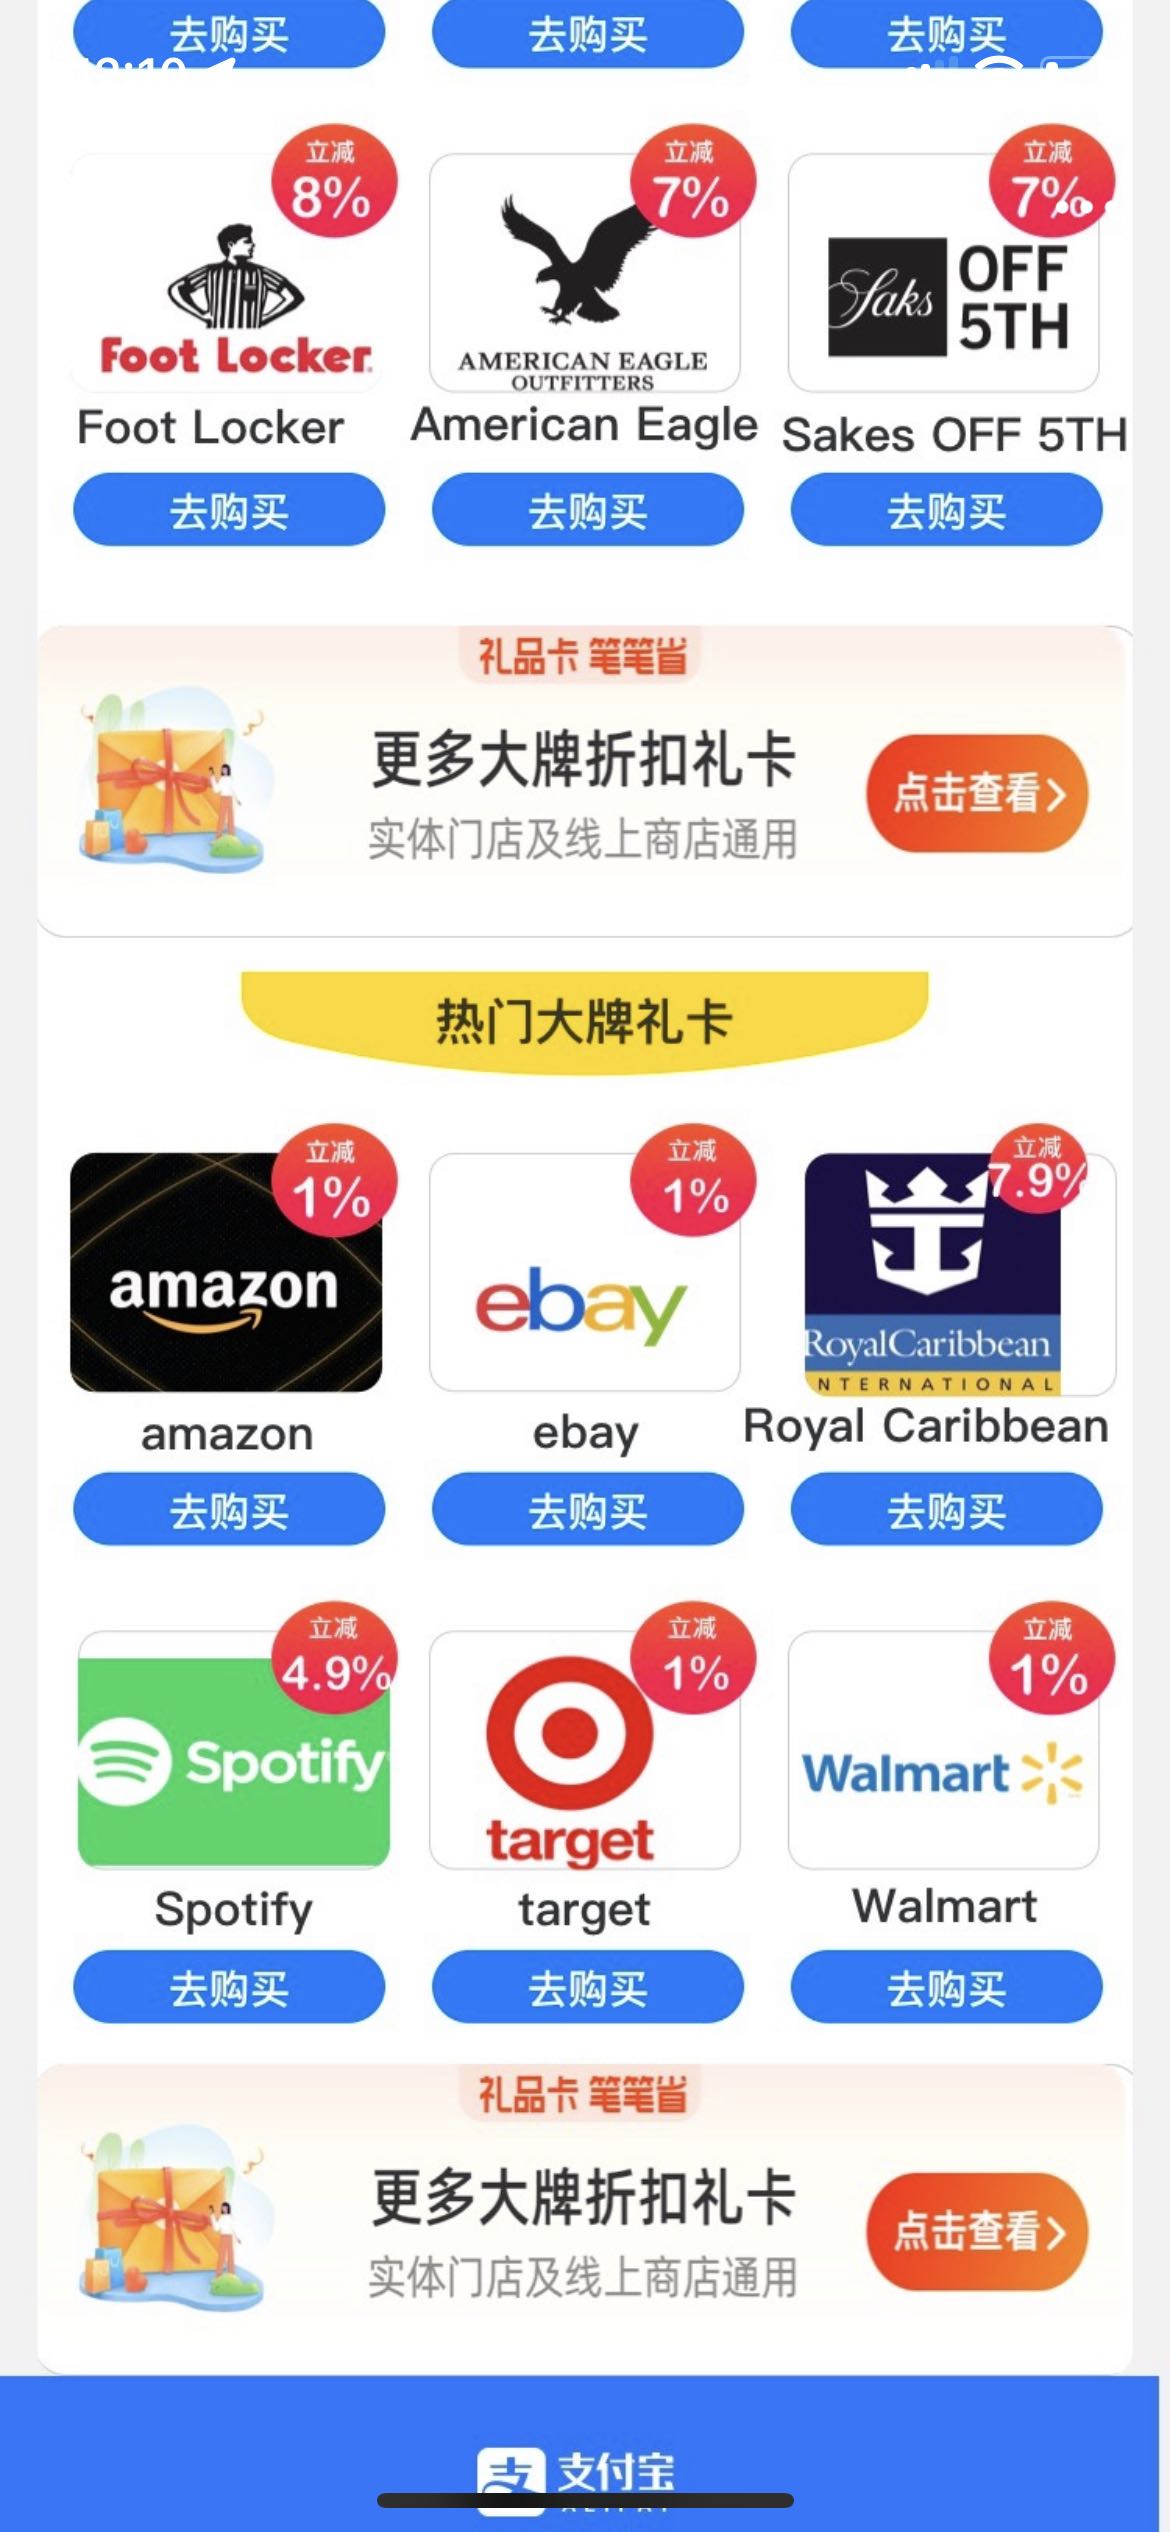 去购买 去购买 去购买
立减 立减 立减
8% 7% 7%
Foot Locker AMERICAN EAGLE OUTFITTERS Saks OFF 5TH
Foot Locker American Eagle Sakes OFF 5TH
去购买 去购买 去购买
礼品卡 笔笔省
更多大牌折扣礼卡
实体门店及线上商店通用
点击查看
热门大牌礼卡
立减 立减 立减
1% 1% 7.9%
amazon ebay RoyalCaribbean
NTERNATIONAL
amazon ebay Royal Caribbean
去购买 去购买 去购买
立减 立减 立减
4.9% 1% 1%
Spotify target Walmart
Spotify target Walmart
去购买 去购买 去购买
礼品卡 笔笔省
更多大牌折扣礼卡
实体门店及线上商店通用
点击查看
支 支付宝